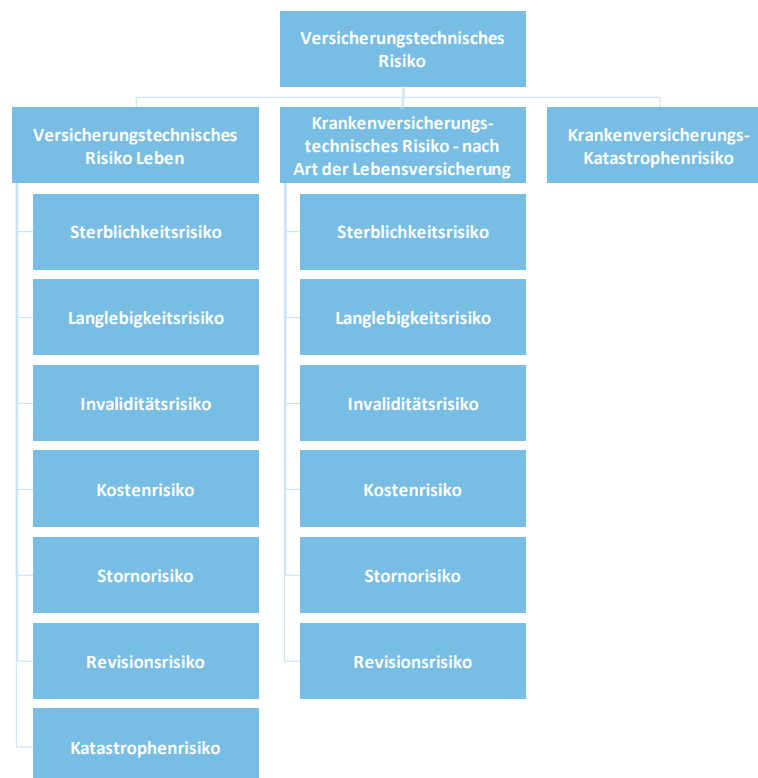 Versicherungstechnisches
Risiko
Versicherungstechnisches
Risiko Leben
Sterblichkeitsrisiko
Langlebigkeitsrisiko
Invaliditätsrisiko
Kostenrisiko
Stornorisiko
Revisionsrisiko
Katastrophenrisiko
Krankenversicherungs-
technisches Risiko - nach
Art der Lebensversicherung
Sterblichkeitsrisiko
Langlebigkeitsrisiko
Invaliditätsrisiko
Kostenrisiko
Stornorisiko
Revisionsrisiko
Krankenversicherungs-
Katastrophenrisiko